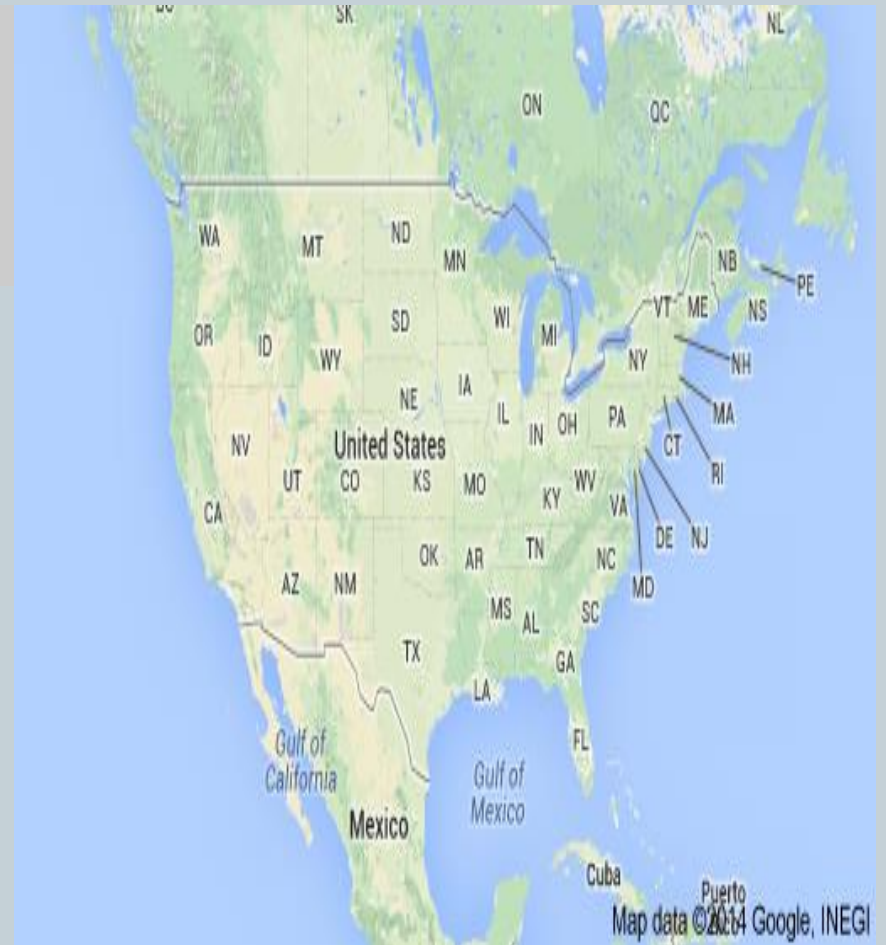 SK
NL
ON
QC
WA
MT
ND
MN
NB
PE
OR
ID
WY
SD
WI
MI
VT
ME
NS
NY
NH
NE
IA
IL
IN
OH
PA
MA
CT
RI
NV
United States
UT
CO
KS
MO
KY
WV
VA
CA
DE
NJ
OK
AR
TN
NC
MD
AZ
NM
MS
AL
SC
TX
GA
LA
FL
Gulf of
California
Gulf of
Mexico
Mexico
Cuba
Puerto
Map data ©2014 Google, INEGI